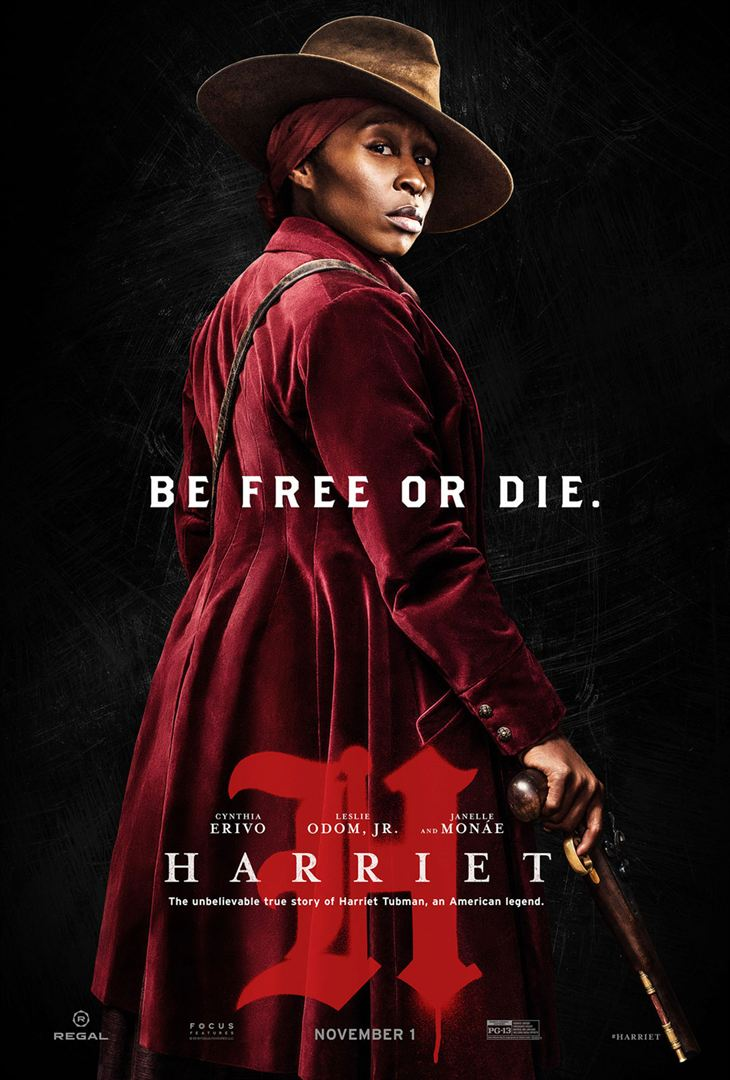 BE FREE OR DIE.
CYNTHIA ERIVO
LESLIE ODOM, JR.
AND JANELLE MONÁE
HARRIET
The unbelievable true story of Harriet Tubman, an American legend.
R
REGAL
FOCUS
FEATURES
NOVEMBER 1
PG-13
#HARRIET